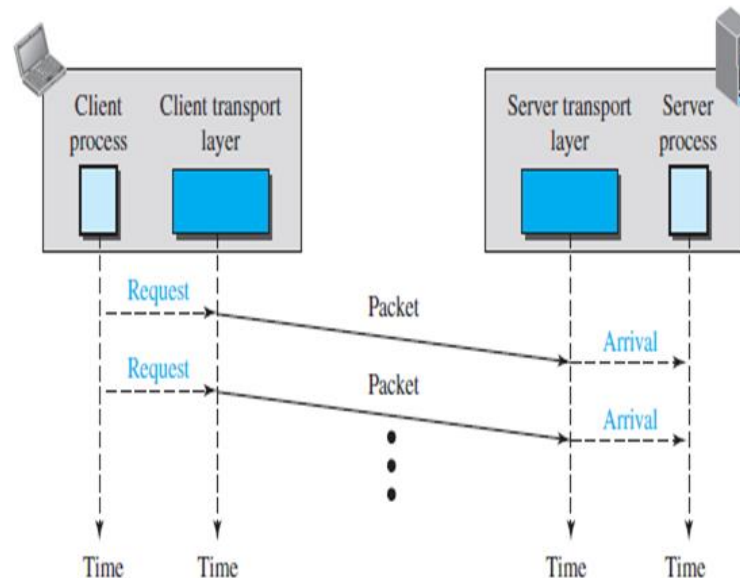 Client
process
Client transport
layer
Server transport
layer
Server
process
Request
Packet
Arrival
Request
Packet
Arrival
Time
Time
Time
Time